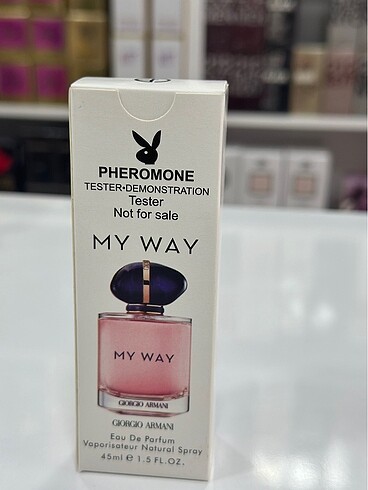 PHEROMONE
TESTER•DEMONSTRATION
Tester
Not for sale
MY WAY
MY WAY
GIORGIO ARMANI
GIORGIO ARMANI
Eau De Parfum
Vaporisateur Natural Spray
45ml e 1.5 FL.OZ.